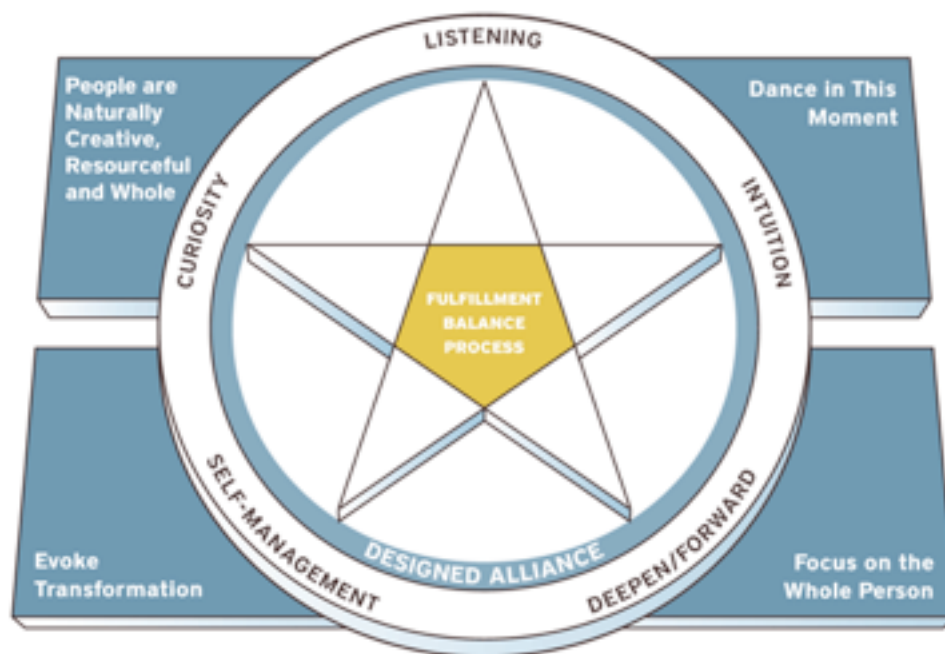 LISTENING
People are
Naturally
Creative,
Resourceful
and Whole
Dance in This
Moment
CURIOSITY
INTUITION
FULFILLMENT
BALANCE
PROCESS
SELF-MANAGEMENT
DESIGNED ALLIANCE
DEEPEN/FORWARD
Evoke
Transformation
Focus on the
Whole Person